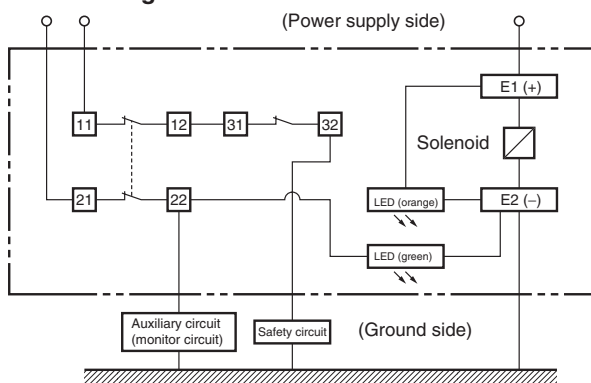 (Power supply side)
E1 (+)
11
12
31
32
Solenoid
21
22
LED (orange)
E2 (−)
LED (green)
Auxiliary circuit
(monitor circuit)
Safety circuit
(Ground side)